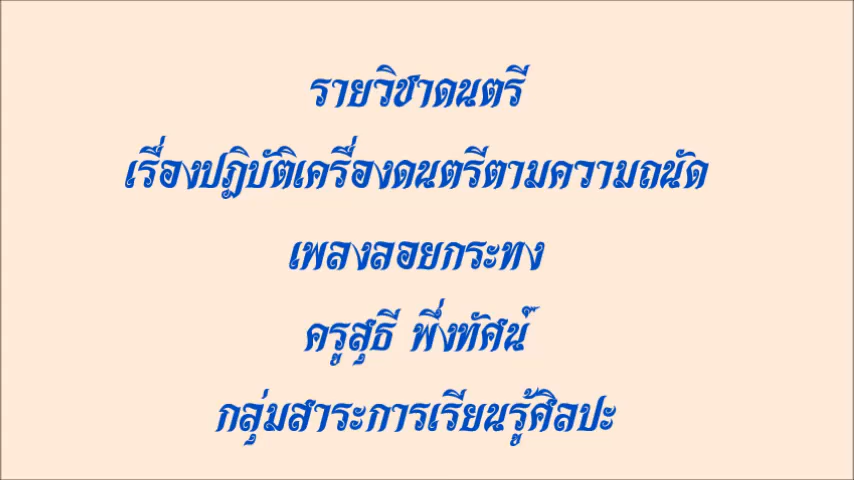 รายวิชาดนตรี
เรื่องปฏิบัติเครื่องดนตรีตามความถนัด
เพลงลอยกระทง
ครูสุธี พึ่งทัศน์
กลุ่มสาระการเรียนรู้ศิลปะ